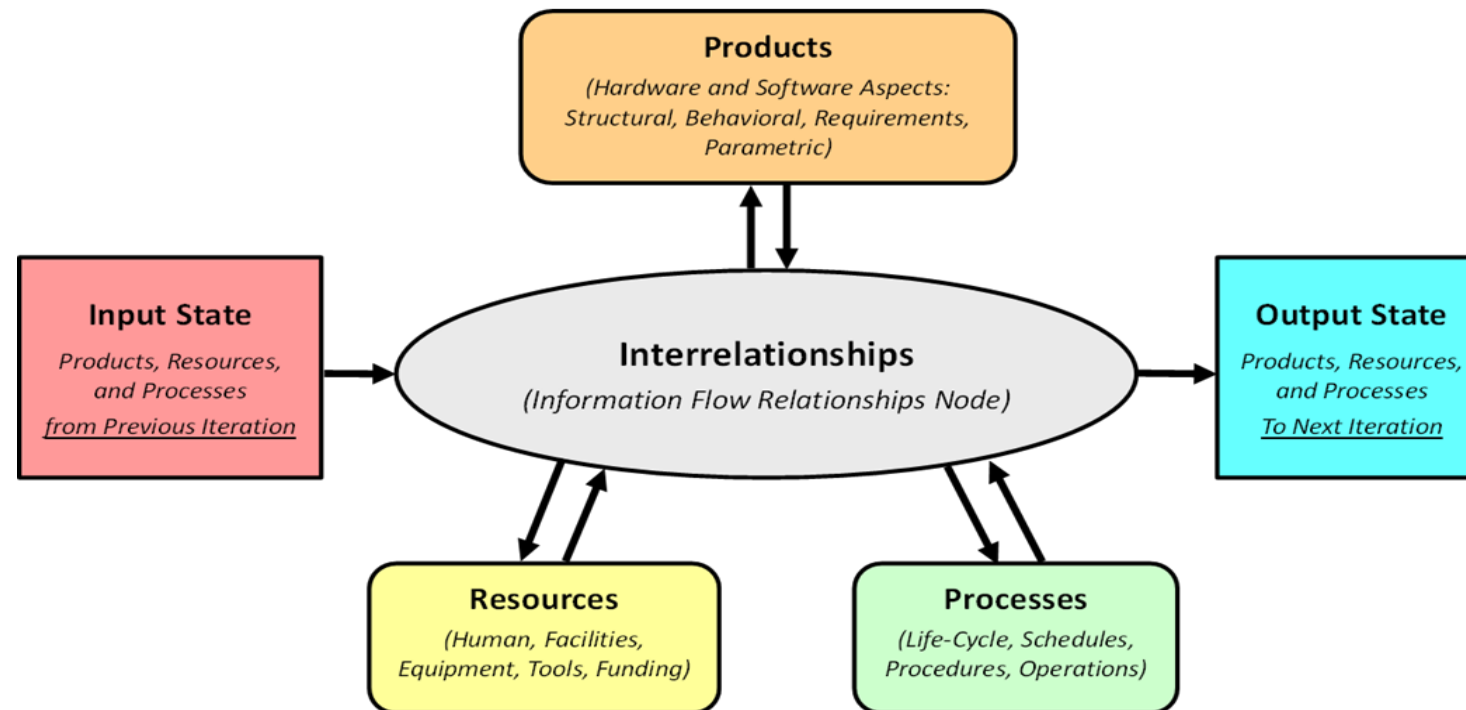 Products
(Hardware and Software Aspects:
Structural, Behavioral, Requirements,
Parametric)
Input State
Products, Resources,
and Processes
from Previous Iteration
Interrelationships
(Information Flow Relationships Node)
Output State
Products, Resources,
and Processes
To Next Iteration
Resources
(Human, Facilities,
Equipment, Tools, Funding)
Processes
(Life-Cycle, Schedules,
Procedures, Operations)